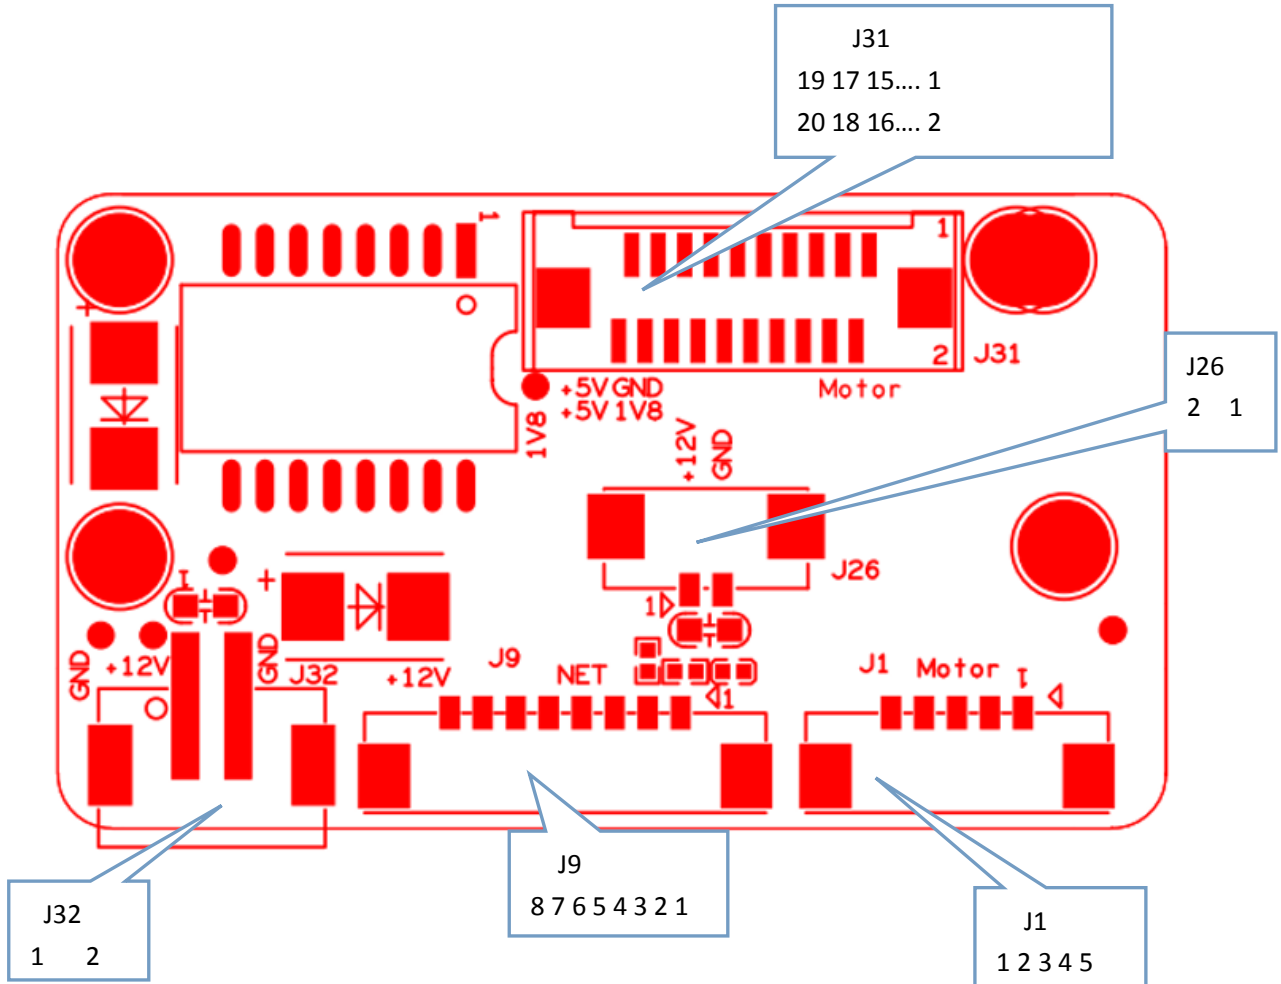 J31
19 17 15.... 1
20 18 16.... 2
1
1
+
2 J31
J26
2 1
+5V GND
+5V 1V8
Motor
1V8
+12V
GND
J26
1
+
1
GND
+12V
GND
J32
+12V
J9
NET
1
J1 Motor 1
J9
8 7 6 5 4 3 2 1
J32
1 2
J1
1 2 3 4 5